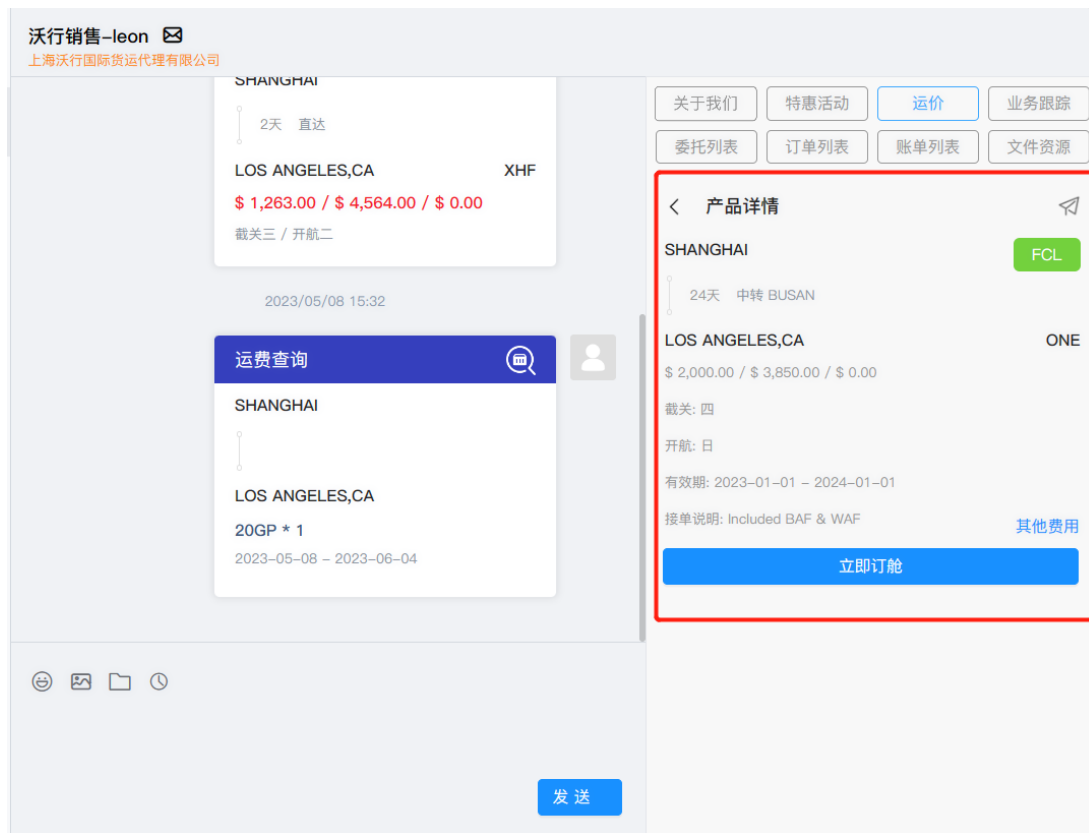 沃行销售-leon
上海沃行国际货运代理有限公司
SHANGHAI
2天 直达
LOS ANGELES,CA XHF
$ 1,263.00 / $ 4,564.00 / $ 0.00
截关三 / 开航二
2023/05/08 15:32
运费查询
SHANGHAI
LOS ANGELES,CA
20GP * 1
2023-05-08 - 2023-06-04
发 送
关于我们 特惠活动 运价 业务跟踪
委托列表 订单列表 账单列表 文件资源
产品详情
SHANGHAI FCL
24天 中转 BUSAN
LOS ANGELES,CA ONE
$ 2,000.00 / $ 3,850.00 / $ 0.00
截关: 四
开航: 日
有效期: 2023-01-01 - 2024-01-01
接单说明: Included BAF & WAF 其他费用
立即订舱